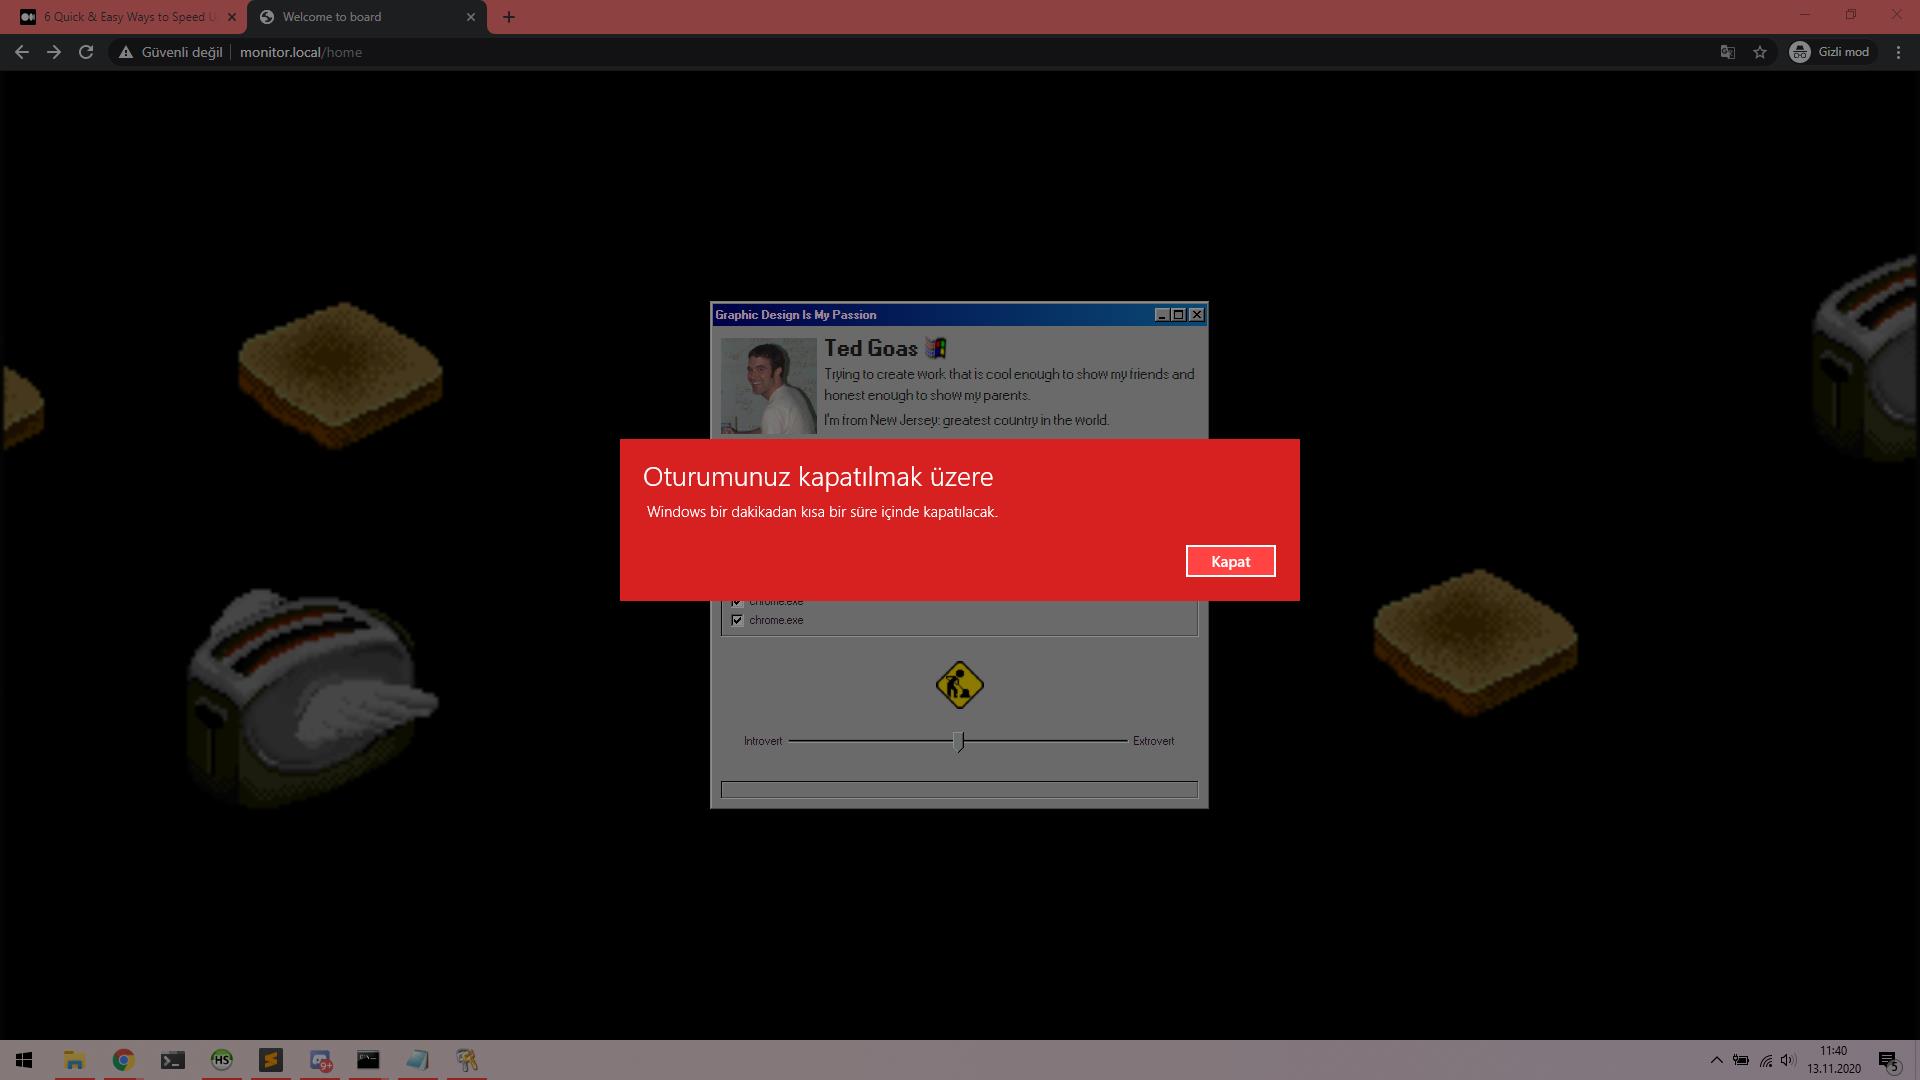 6 Quick & Easy Ways to Speed U
Welcome to board
Güvenli değil
monitor.local/home
Gizli mod
Graphic Design Is My Passion
Ted Goas
Trying to create work that is cool enough to show my friends and
honest enough to show my parents.
I'm from New Jersey: greatest country in the world.
Oturumunuz kapatılmak üzere
Windows bir dakikadan kısa bir süre içinde kapatılacak.
Kapat
chrome.exe
chrome.exe
Introvert
Extrovert
HS
9+
11:40
13.11.2020
5